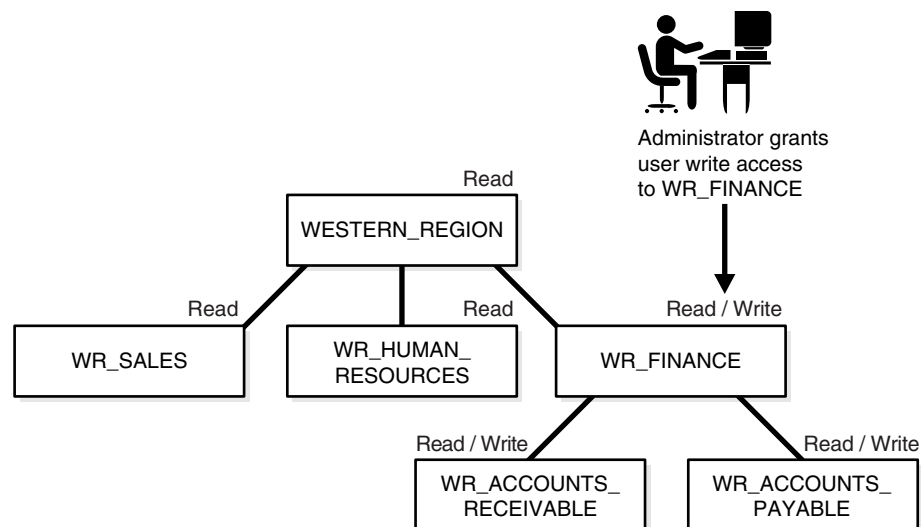 Administrator grants
user write access
to WR_FINANCE
Read
WESTERN_REGION
Read
Read
Read / Write
WR_SALES
WR_HUMAN_
RESOURCES
WR_FINANCE
Read / Write
Read / Write
WR_ACCOUNTS_
RECEIVABLE
WR_ACCOUNTS_
PAYABLE